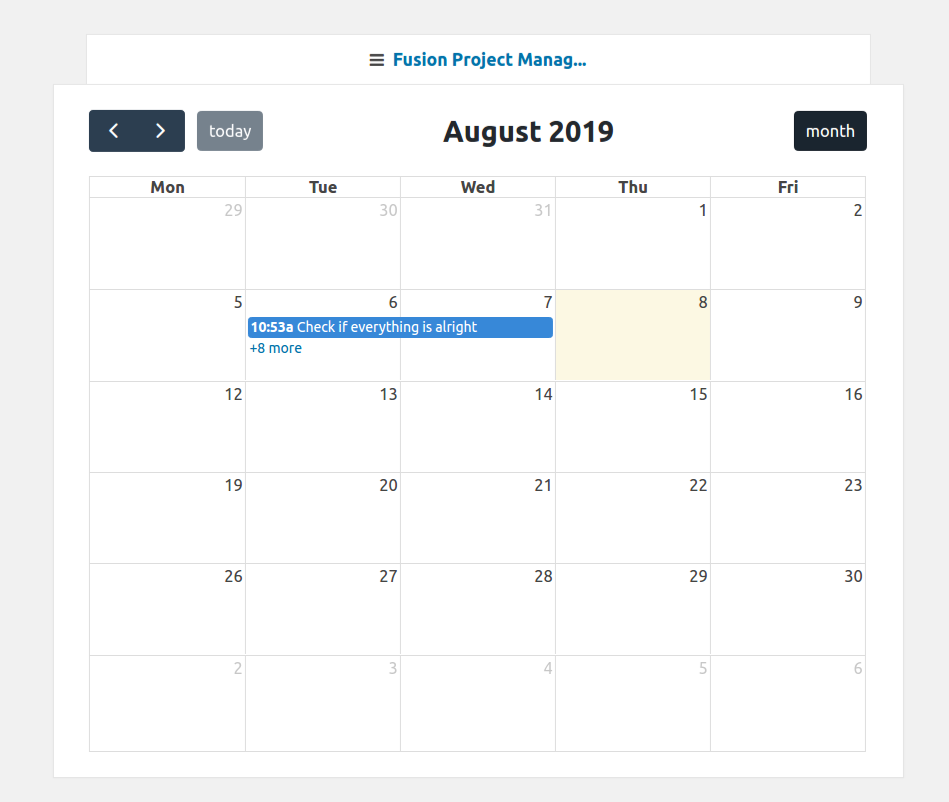 Fusion Project Manag...
today August 2019 month
Mon Tue Wed Thu Fri
29 30 31 1 2
5 6 7 8 9
10:53a Check if everything is alright
+8 more
12 13 14 15 16
19 20 21 22 23
26 27 28 29 30
2 3 4 5 6